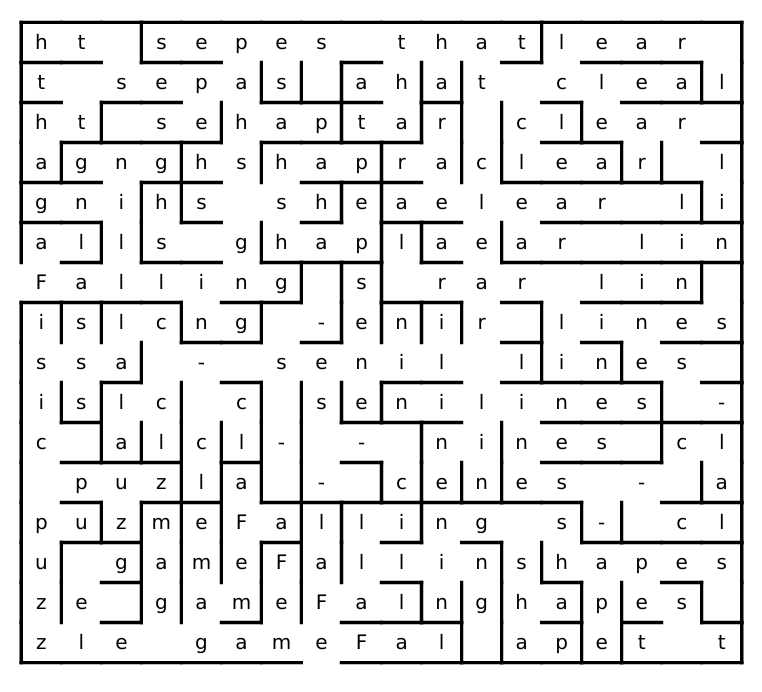 h t s e p e s t h a t l e a r
t s e p a s a h a t c l e a l
h t s e h a p t a r c l e a r
a g n g h s h a p r a c l e a r l
g n i h s s h e a e l e a r l i
a l l s g h a p l a e a r l i n
F a l l i n g s r a r l i n
i s l c n g - e n i r l i n e s
s s a - s e n i l l i n e s
i s l c c s e n i l i n e s -
c a l c l - - n i n e s c l
p u z l a - c e n e s - a
p u z m e F a l l i n g s - c l
u g a m e F a l l i n s h a p e s
z e g a m e F a l n g h a p e s
z l e g a m e F a l a p e t t